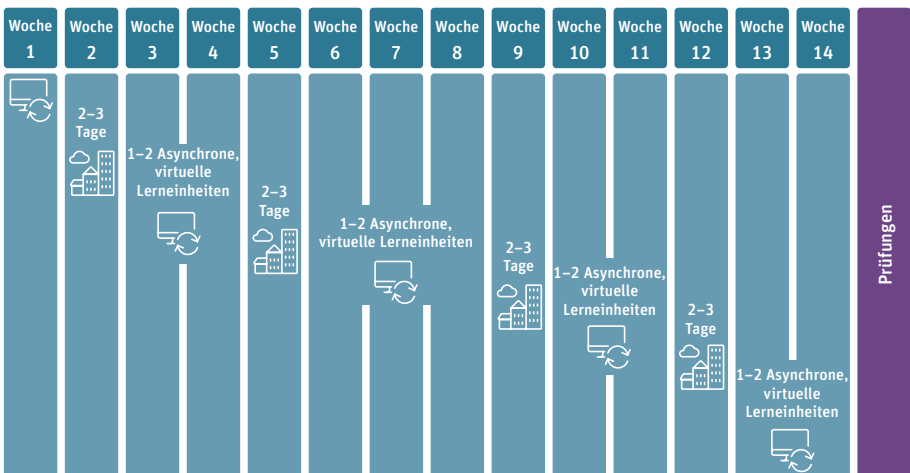 Woche Woche Woche Woche Woche Woche Woche Woche Woche Woche Woche Woche Woche Woche
1 2 3 4 5 6 7 8 9 10 11 12 13 14
2–3
Tage
1–2 Asynchrone,
virtuelle
Lerneinheiten
2–3
Tage
1–2 Asynchrone,
virtuelle Lerneinheiten
2–3
Tage
1–2 Asynchrone,
virtuelle
Lerneinheiten
2–3
Tage
1–2 Asynchrone,
virtuelle
Lerneinheiten
Prüfungen